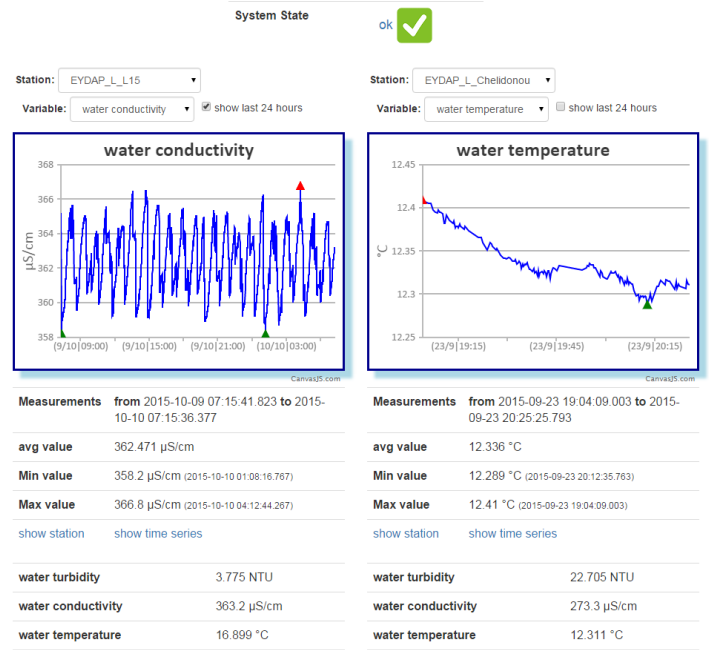 System State
ok
Station: EYDAP_L_L15
Variable: water conductivity show last 24 hours
water conductivity
368
366
364
362
360
358
µS/cm
(9/10|09:00) (9/10|15:00) (9/10|21:00) (10/10|03:00)
CanvasJS.com
Measurements from 2015-10-09 07:15:41.823 to 2015-
10-10 07:15:36.377
avg value 362.471 µS/cm
Min value 358.2 µS/cm (2015-10-10 01:08:16.767)
Max value 366.8 µS/cm (2015-10-10 04:12:44.267)
show station show time series
water turbidity 3.775 NTU
water conductivity 363.2 µS/cm
water temperature 16.899 °C
Station: EYDAP_L_Chelidonou
Variable: water temperature show last 24 hours
water temperature
12.45
12.4
12.35
12.3
12.25
°C
(23/9|19:15) (23/9|19:45) (23/9|20:15)
CanvasJS.com
Measurements from 2015-09-23 19:04:09.003 to 2015-
09-23 20:25:25.793
avg value 12.336 °C
Min value 12.289 °C (2015-09-23 20:12:35.763)
Max value 12.41 °C (2015-09-23 19:04:09.003)
show station show time series
water turbidity 22.705 NTU
water conductivity 273.3 µS/cm
water temperature 12.311 °C